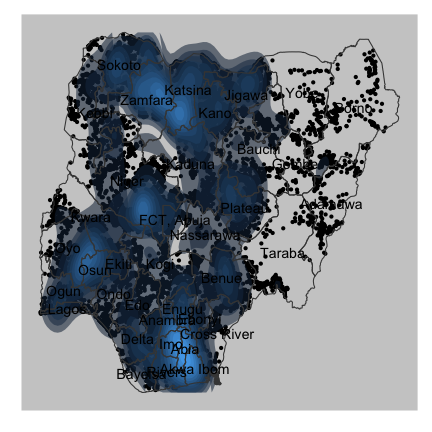 Sokoto
Katsina
Zamfara
Jigawa
Yobe
Kebbi
Kano
Borno
Bauchi
Kaduna
Gombe
Niger
Adamawa
Kwara
Plateau
FCT, Abuja
Nassarawa
Oyo
Taraba
Ekiti
Kogi
Osun
Benue
Ogun
Ondo
Edo
Lagos
Enugu
Anambra
Ebonyi
Cross River
Delta
Imo
Abia
Akwa Ibom
Rivers
Bayelsa